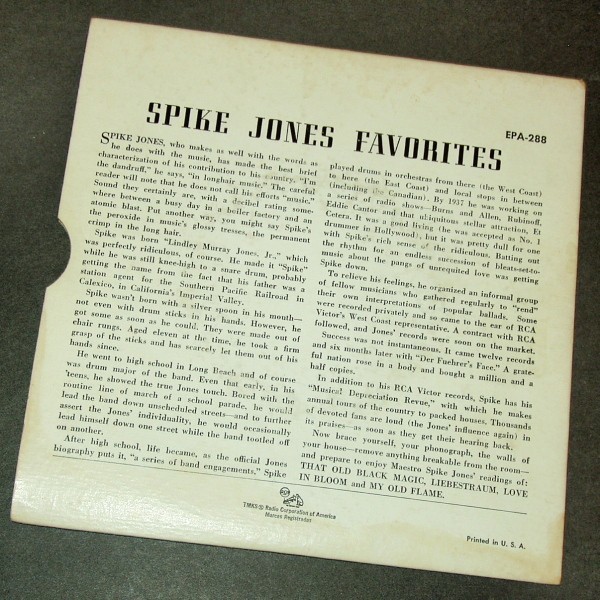 SPIKE JONES FAVORITES
EPA-288
SPIKE JONES, who makes as well with the words as
he does with the music, has made the best brief
characterization of his contribution to his country. "I'm
the dandruff," he says, "in longhair music." The careful
reader will note that he does not call his efforts "music."
Sound they certainly are, with a decibel rating some-
where between a busy day in a boiler factory and an
atomic blast. Put another way, you might say Spike's
the peroxide in music's glossy tresses, the permanent
crimp in the long hair.
Spike was born "Lindley Murray Jones, Jr.," which
was perfectly ridiculous, of course. He made it "Spike"
while he was still knee-high to a snare drum, probably
getting the name from the fact that his father was a
station agent for the Southern Pacific Railroad in
Calexico, in California's Imperial Valley.
Spike wasn't born with a silver spoon in his mouth—
not even with drum sticks in his hands. However, he
got some as soon as he could. They were made out of
chair rungs. Aged eleven at the time, he took a firm
grasp of the sticks and has scarcely let them out of his
hands since.
He went to high school in Long Beach and of course
was drum major of the band. Even that early, in his
'teens, he showed the true Jones touch. Bored with the
routine line of march of a school parade, he would
lead the band down unscheduled streets—and to further
assert the Jones' individuality, he would occasionally
lead himself down one street while the band tootled off
on another.
After high school, life became, as the official Jones
biography puts it, "a series of band engagements." Spike
played drums in orchestras from there (the West Coast)
to here (the East Coast) and local stops in between
(including the Canadian). By 1937 he was working on
a series of radio shows—Burns and Allen, Rubinoff,
Eddie Cantor and that ubiquitous stellar attraction, Et
Cetera. It was a good living (he was accepted as No. 1
drummer in Hollywood), but it was pretty dull for one
with Spike's rich sense of the ridiculous. Batting out
the rhythm for an endless succession of bleats-set-to-
music about the pangs of unrequited love was getting
Spike down.
To relieve his feelings, he organized an informal group
of fellow musicians who gathered regularly to "rend"
their own interpretations of popular ballads. Some
were recorded privately and so came to the ear of RCA
Victor's West Coast representative. A contract with RCA
followed, and Jones' records were soon on the market.
Success was not instantaneous. It came twelve records
and six months later with "Der Fuehrer's Face." A grate-
ful nation rose in a body and bought a million and a
half copies.
In addition to his RCA Victor records, Spike has his
"Musical Depreciation Revue," with which he makes
annual tours of the country to packed houses. Thousands
of devoted fans are loud (the Jones' influence again) in
its praises—as soon as they get their hearing back.
Now brace yourself, your phonograph, the walls of
your house—remove anything breakable from the room—
and prepare to enjoy Maestro Spike Jones' readings of:
THAT OLD BLACK MAGIC, LIEBESTRAUM, LOVE
IN BLOOM and MY OLD FLAME.
TMKS ® Radio Corporation of America
Marcas Registradas
Printed in U. S. A.